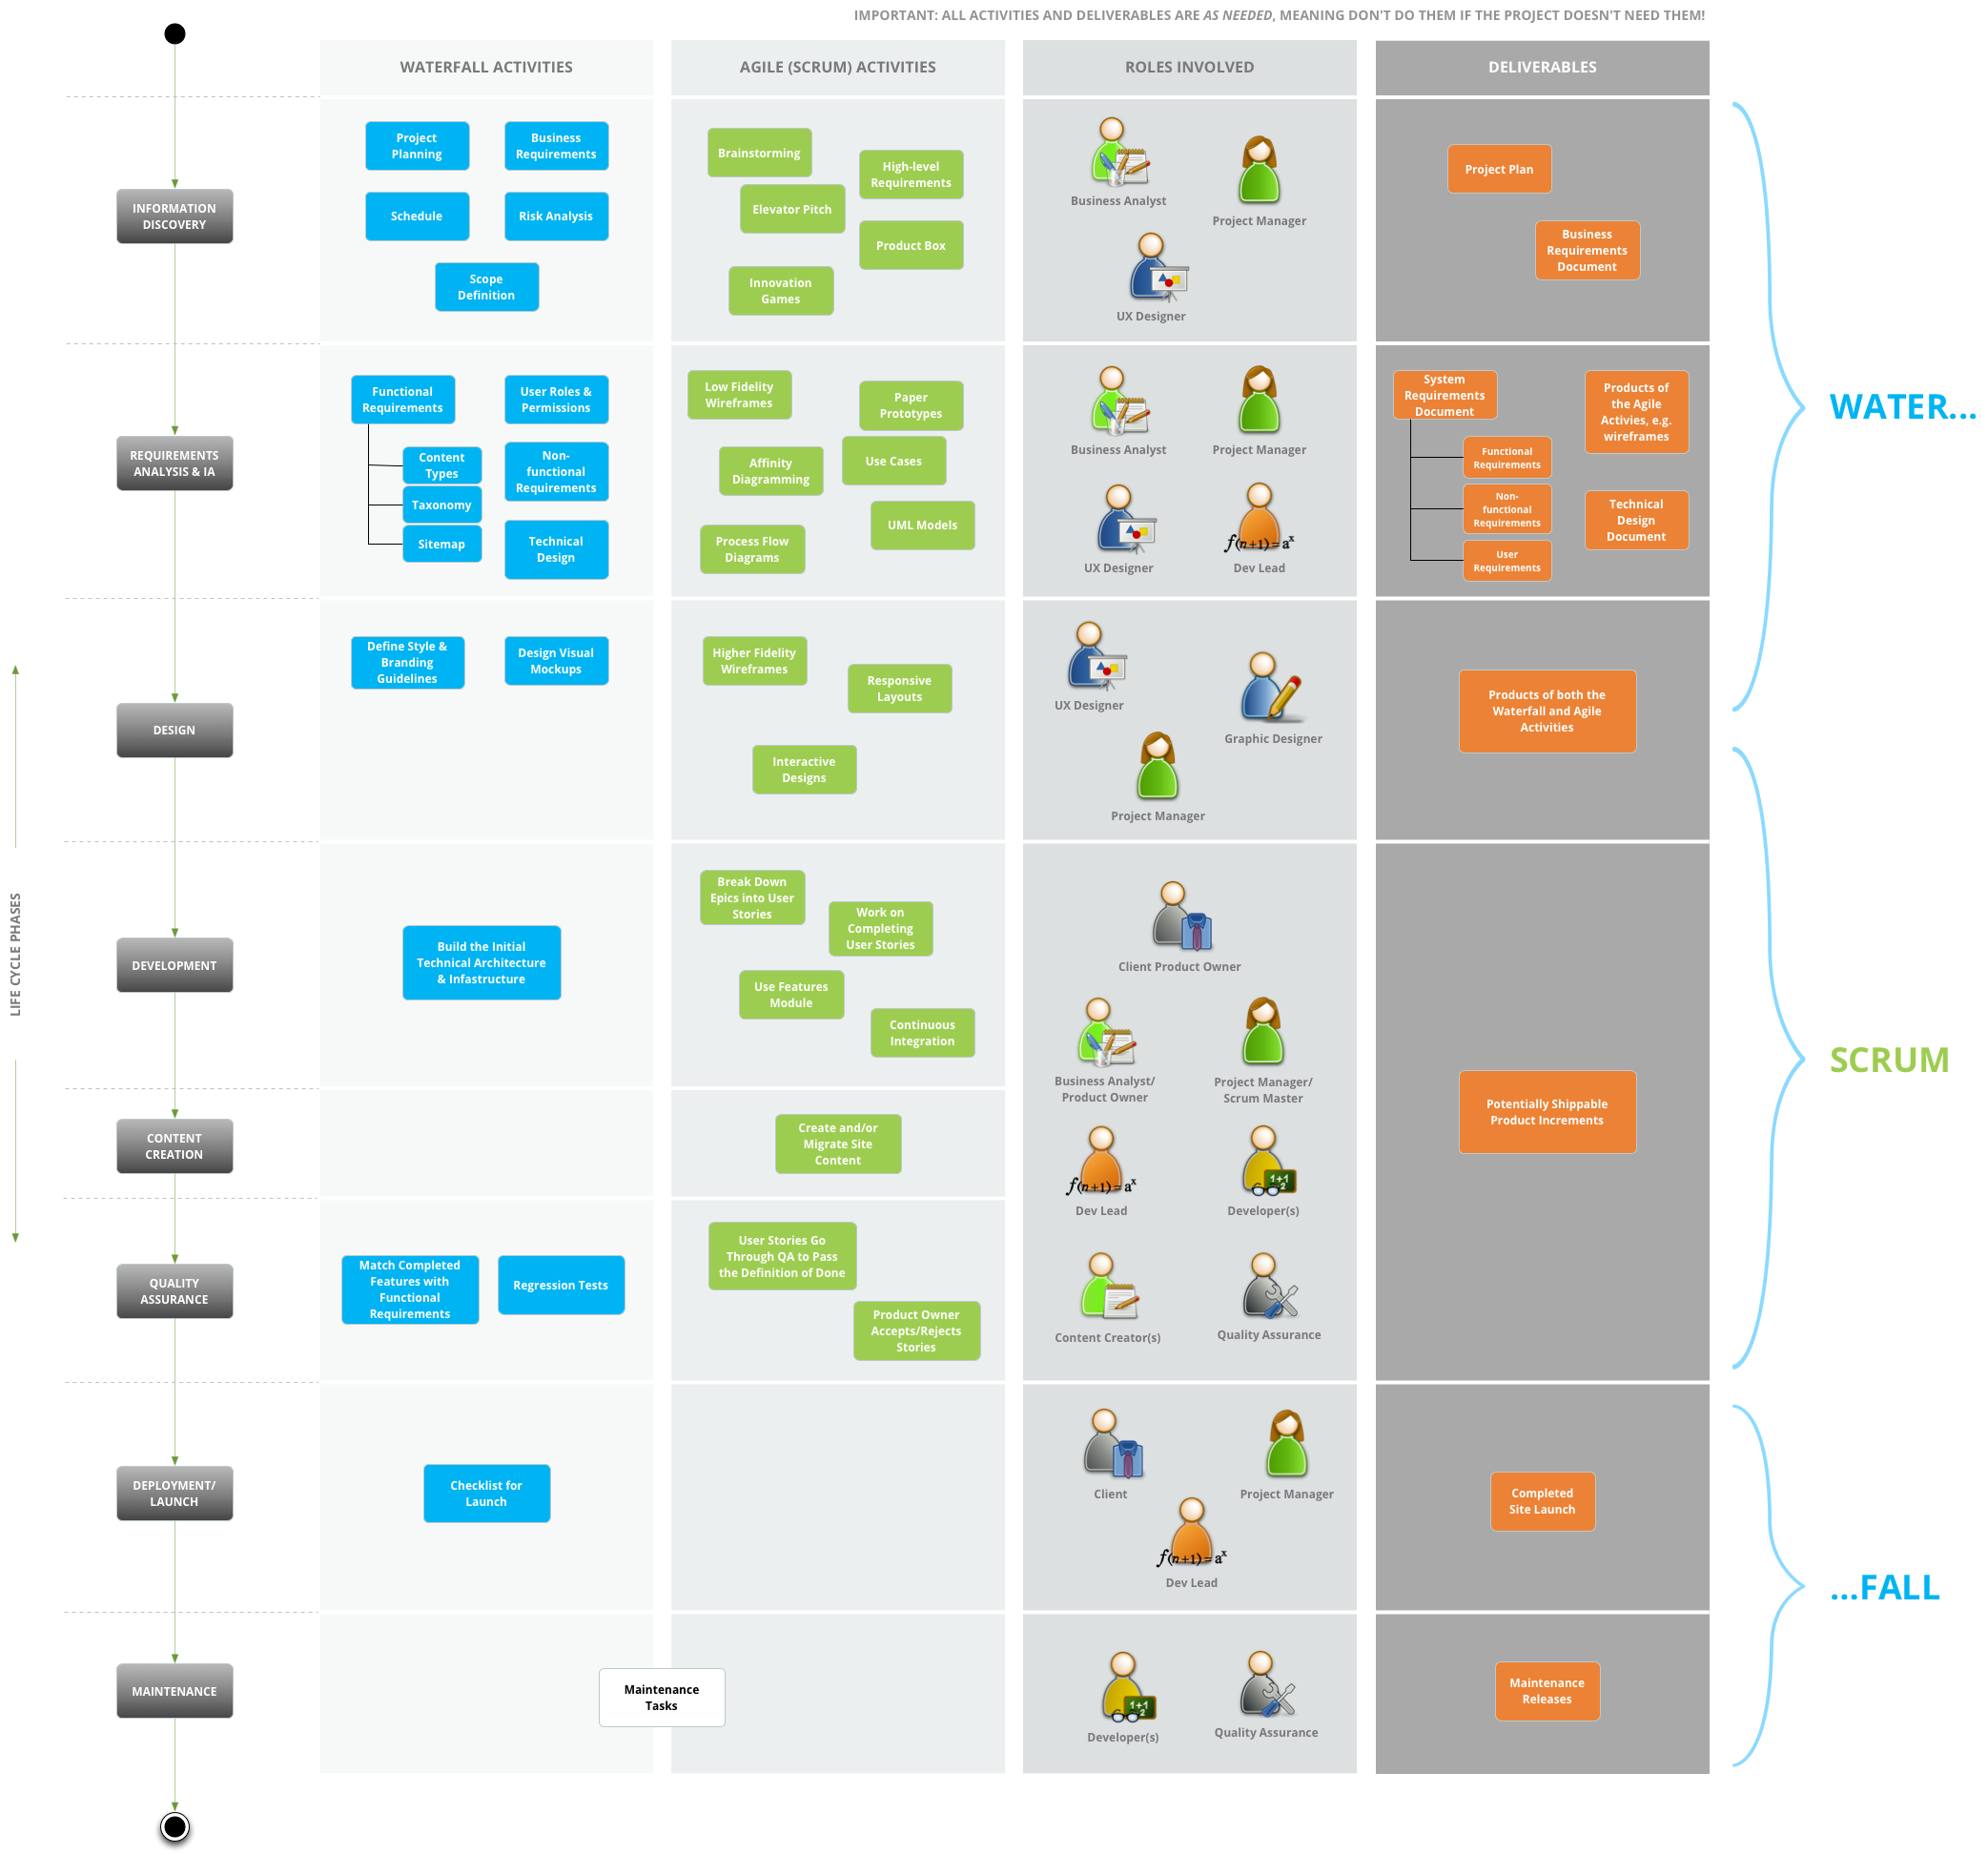 IMPORTANT: ALL ACTIVITIES AND DELIVERABLES ARE AS NEEDED, MEANING DON'T DO THEM IF THE PROJECT DOESN'T NEED THEM!
WATERFALL ACTIVITIES
AGILE (SCRUM) ACTIVITIES
ROLES INVOLVED
DELIVERABLES
LIFE CYCLE PHASES
INFORMATION
DISCOVERY
Project
Planning
Business
Requirements
Schedule
Risk Analysis
Scope
Definition
Brainstorming
High-level
Requirements
Elevator Pitch
Product Box
Innovation
Games
Business Analyst
Project Manager
UX Designer
Project Plan
Business
Requirements
Document
REQUIREMENTS
ANALYSIS & IA
Functional
Requirements
User Roles &
Permissions
Content
Types
Non-
functional
Requirements
Taxonomy
Sitemap
Technical
Design
Low Fidelity
Wireframes
Paper
Prototypes
Affinity
Diagramming
Use Cases
UML Models
Process Flow
Diagrams
Business Analyst
Project Manager
UX Designer
f(n+1)=aˣ
Dev Lead
System
Requirements
Document
Products of
the Agile
Activies, e.g.
wireframes
Functional
Requirements
Non-
functional
Requirements
Technical
Design
Document
User
Requirements
WATER...
DESIGN
Define Style &
Branding
Guidelines
Design Visual
Mockups
Higher Fidelity
Wireframes
Responsive
Layouts
Interactive
Designs
UX Designer
Graphic Designer
Project Manager
Products of both the
Waterfall and Agile
Activities
DEVELOPMENT
Build the Initial
Technical Architecture
& Infastructure
Break Down
Epics into User
Stories
Work on
Completing
User Stories
Use Features
Module
Continuous
Integration
Client Product Owner
Business Analyst/
Product Owner
Project Manager/
Scrum Master
CONTENT
CREATION
Create and/or
Migrate Site
Content
f(n+1)=aˣ
Dev Lead
1+1
2
Developer(s)
Potentially Shippable
Product Increments
SCRUM
QUALITY
ASSURANCE
Match Completed
Features with
Functional
Requirements
Regression Tests
User Stories Go
Through QA to Pass
the Definition of Done
Product Owner
Accepts/Rejects
Stories
Content Creator(s)
Quality Assurance
DEPLOYMENT/
LAUNCH
Checklist for
Launch
Client
Project Manager
f(n+1)=aˣ
Dev Lead
Completed
Site Launch
...FALL
MAINTENANCE
Maintenance
Tasks
1+1
2
Developer(s)
Quality Assurance
Maintenance
Releases